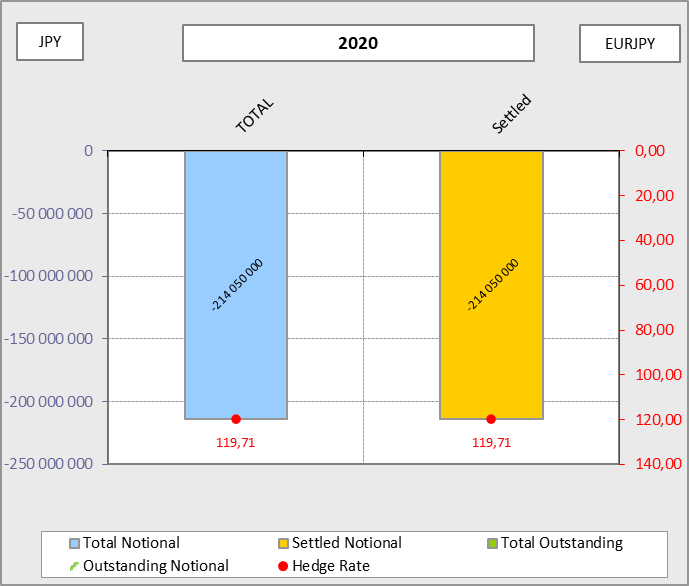 JPY
2020
EURJPY
TOTAL
Settled
0
-50 000 000
-100 000 000
-150 000 000
-200 000 000
-250 000 000
-214 050 000
-214 050 000
119,71
119,71
0,00
20,00
40,00
60,00
80,00
100,00
120,00
140,00
Total Notional
Settled Notional
Total Outstanding
Outstanding Notional
Hedge Rate